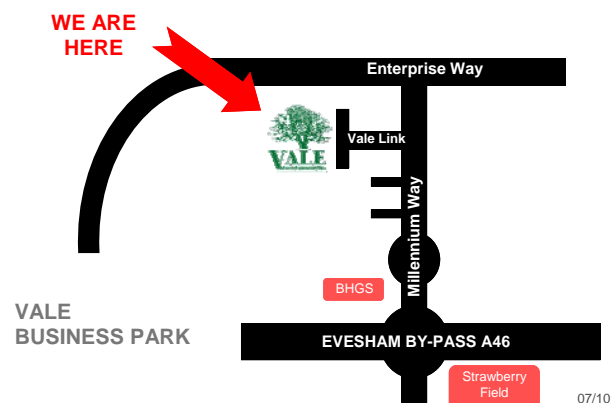 WE ARE
HERE
Enterprise Way
Vale Link
VALE
Millennium Way
BHGS
VALE
BUSINESS PARK
EVESHAM BY-PASS A46
Strawberry
Field
07/10